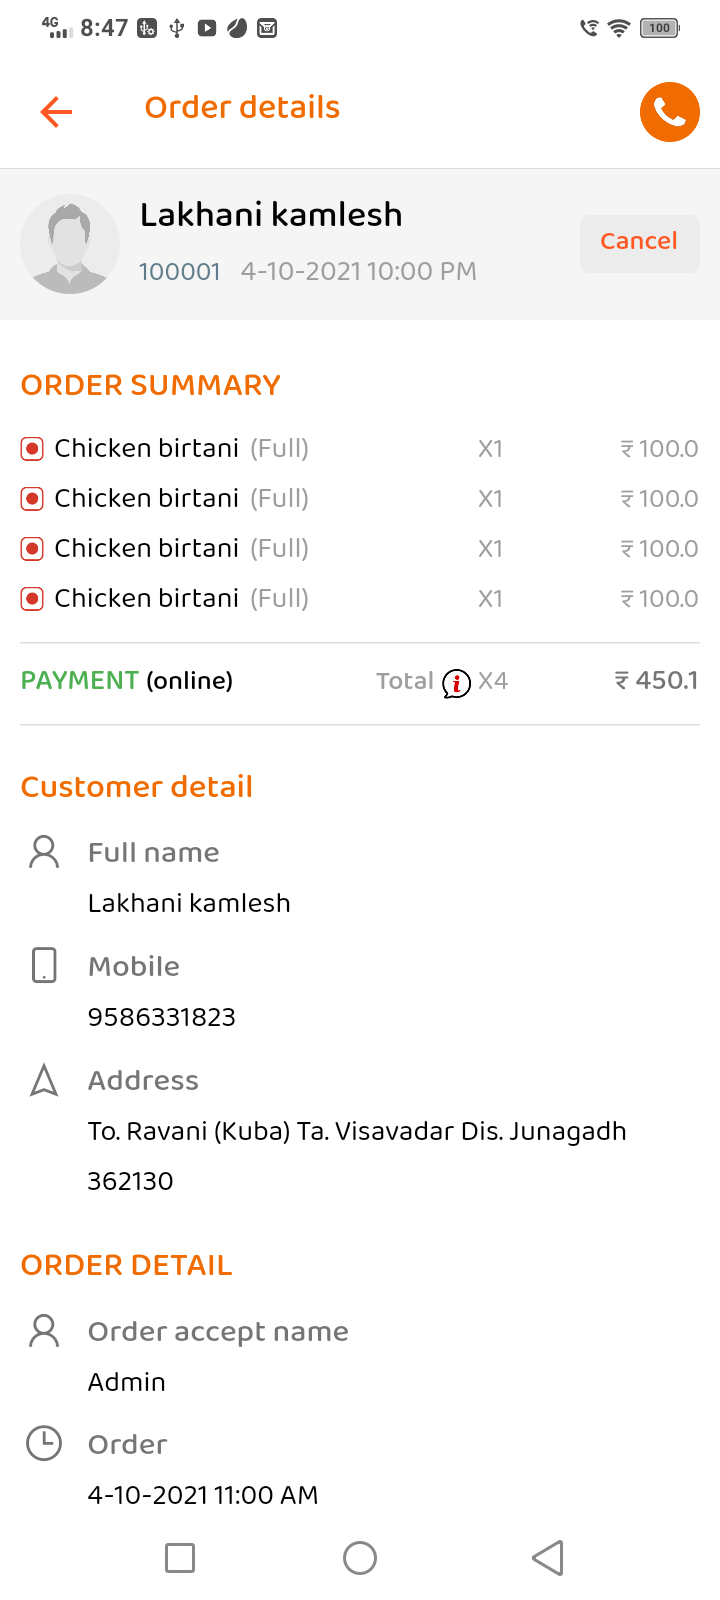 4G 8:47 100
Order details
Lakhani kamlesh
100001 4-10-2021 10:00 PM
Cancel
ORDER SUMMARY
Chicken birtani (Full) X1 ₹ 100.0
Chicken birtani (Full) X1 ₹ 100.0
Chicken birtani (Full) X1 ₹ 100.0
Chicken birtani (Full) X1 ₹ 100.0
PAYMENT (online) Total i X4 ₹ 450.1
Customer detail
Full name
Lakhani kamlesh
Mobile
9586331823
Address
To. Ravani (Kuba) Ta. Visavadar Dis. Junagadh
362130
ORDER DETAIL
Order accept name
Admin
Order
4-10-2021 11:00 AM